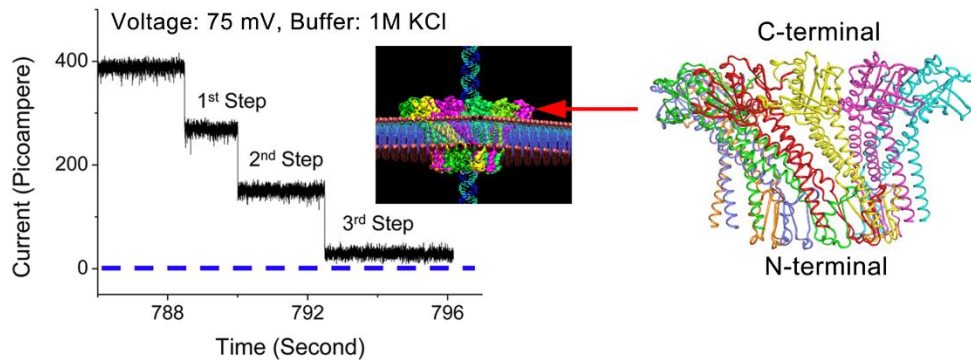 Voltage: 75 mV, Buffer: 1M KCl
Current (Picoampere)
400
200
0
1st Step
2nd Step
3rd Step
788
792
796
Time (Second)
C-terminal
N-terminal